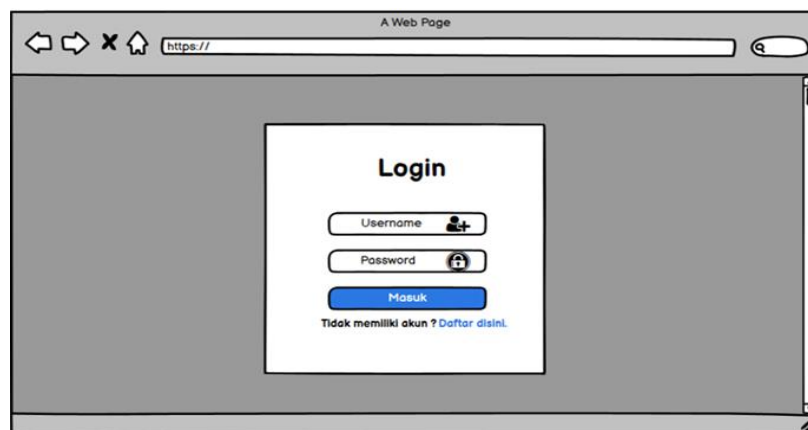 A Web Page
https://
Login
Username
Password
Masuk
Tidak memiliki akun ? Daftar disini.